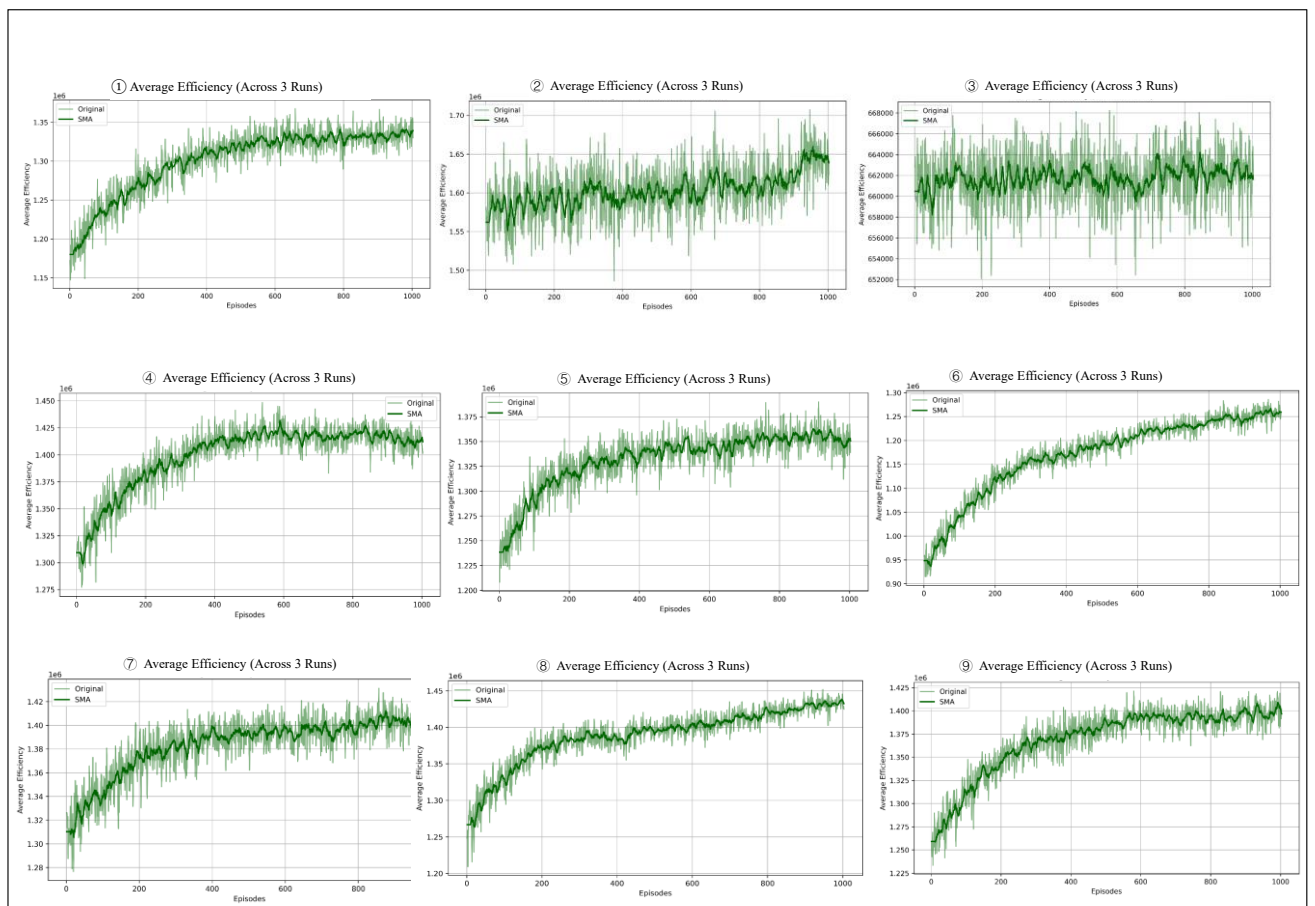 ① Average Efficiency (Across 3 Runs)
1e6
Original
SMA
1.35
1.30
1.25
1.20
1.15
Average Efficiency
0 200 400 600 800 1000
Episodes
② Average Efficiency (Across 3 Runs)
1e6
Original
SMA
1.70
1.65
1.60
1.55
1.50
Average Efficiency
0 200 400 600 800 1000
Episodes
③ Average Efficiency (Across 3 Runs)
Original
SMA
668000
666000
664000
662000
660000
658000
656000
654000
652000
Average Efficiency
0 200 400 600 800 1000
Episodes
④ Average Efficiency (Across 3 Runs)
1e6
Original
SMA
1.450
1.425
1.400
1.375
1.350
1.325
1.300
1.275
Average Efficiency
0 200 400 600 800 1000
Episodes
⑤ Average Efficiency (Across 3 Runs)
1e6
Original
SMA
1.375
1.350
1.325
1.300
1.275
1.250
1.225
1.200
Average Efficiency
0 200 400 600 800 1000
Episodes
⑥ Average Efficiency (Across 3 Runs)
1e6
Original
SMA
1.30
1.25
1.20
1.15
1.10
1.05
1.00
0.95
0.90
Average Efficiency
0 200 400 600 800 1000
Episodes
⑦ Average Efficiency (Across 3 Runs)
1e6
Original
SMA
1.42
1.40
1.38
1.36
1.34
1.32
1.30
1.28
Average Efficiency
0 200 400 600 800
Episodes
⑧ Average Efficiency (Across 3 Runs)
1e6
Original
SMA
1.45
1.40
1.35
1.30
1.25
1.20
Average Efficiency
0 200 400 600 800 1000
Episodes
⑨ Average Efficiency (Across 3 Runs)
1e6
Original
SMA
1.425
1.400
1.375
1.350
1.325
1.300
1.275
1.250
1.225
Average Efficiency
0 200 400 600 800 1000
Episodes